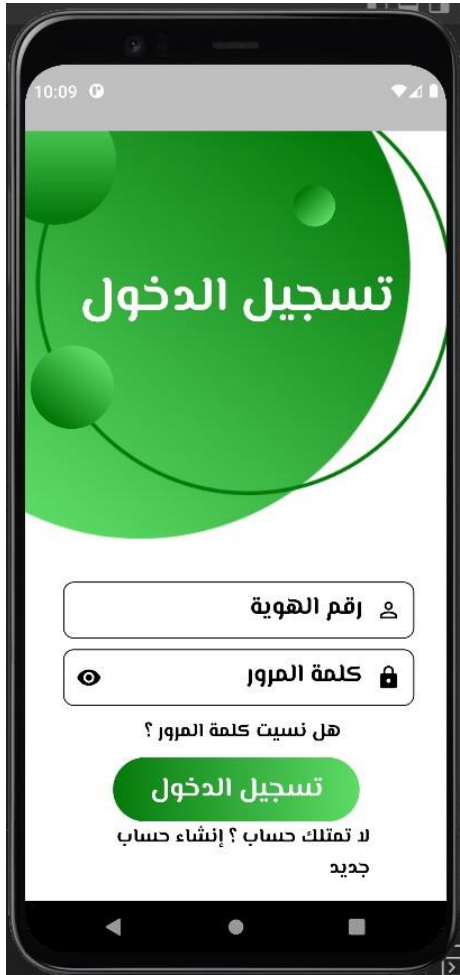 10:09
تسجيل الدخول
رقم الهوية
كلمة المرور
هل نسيت كلمة المرور ؟
تسجيل الدخول
لا تمتلك حساب ؟ إنشاء حساب
جديد